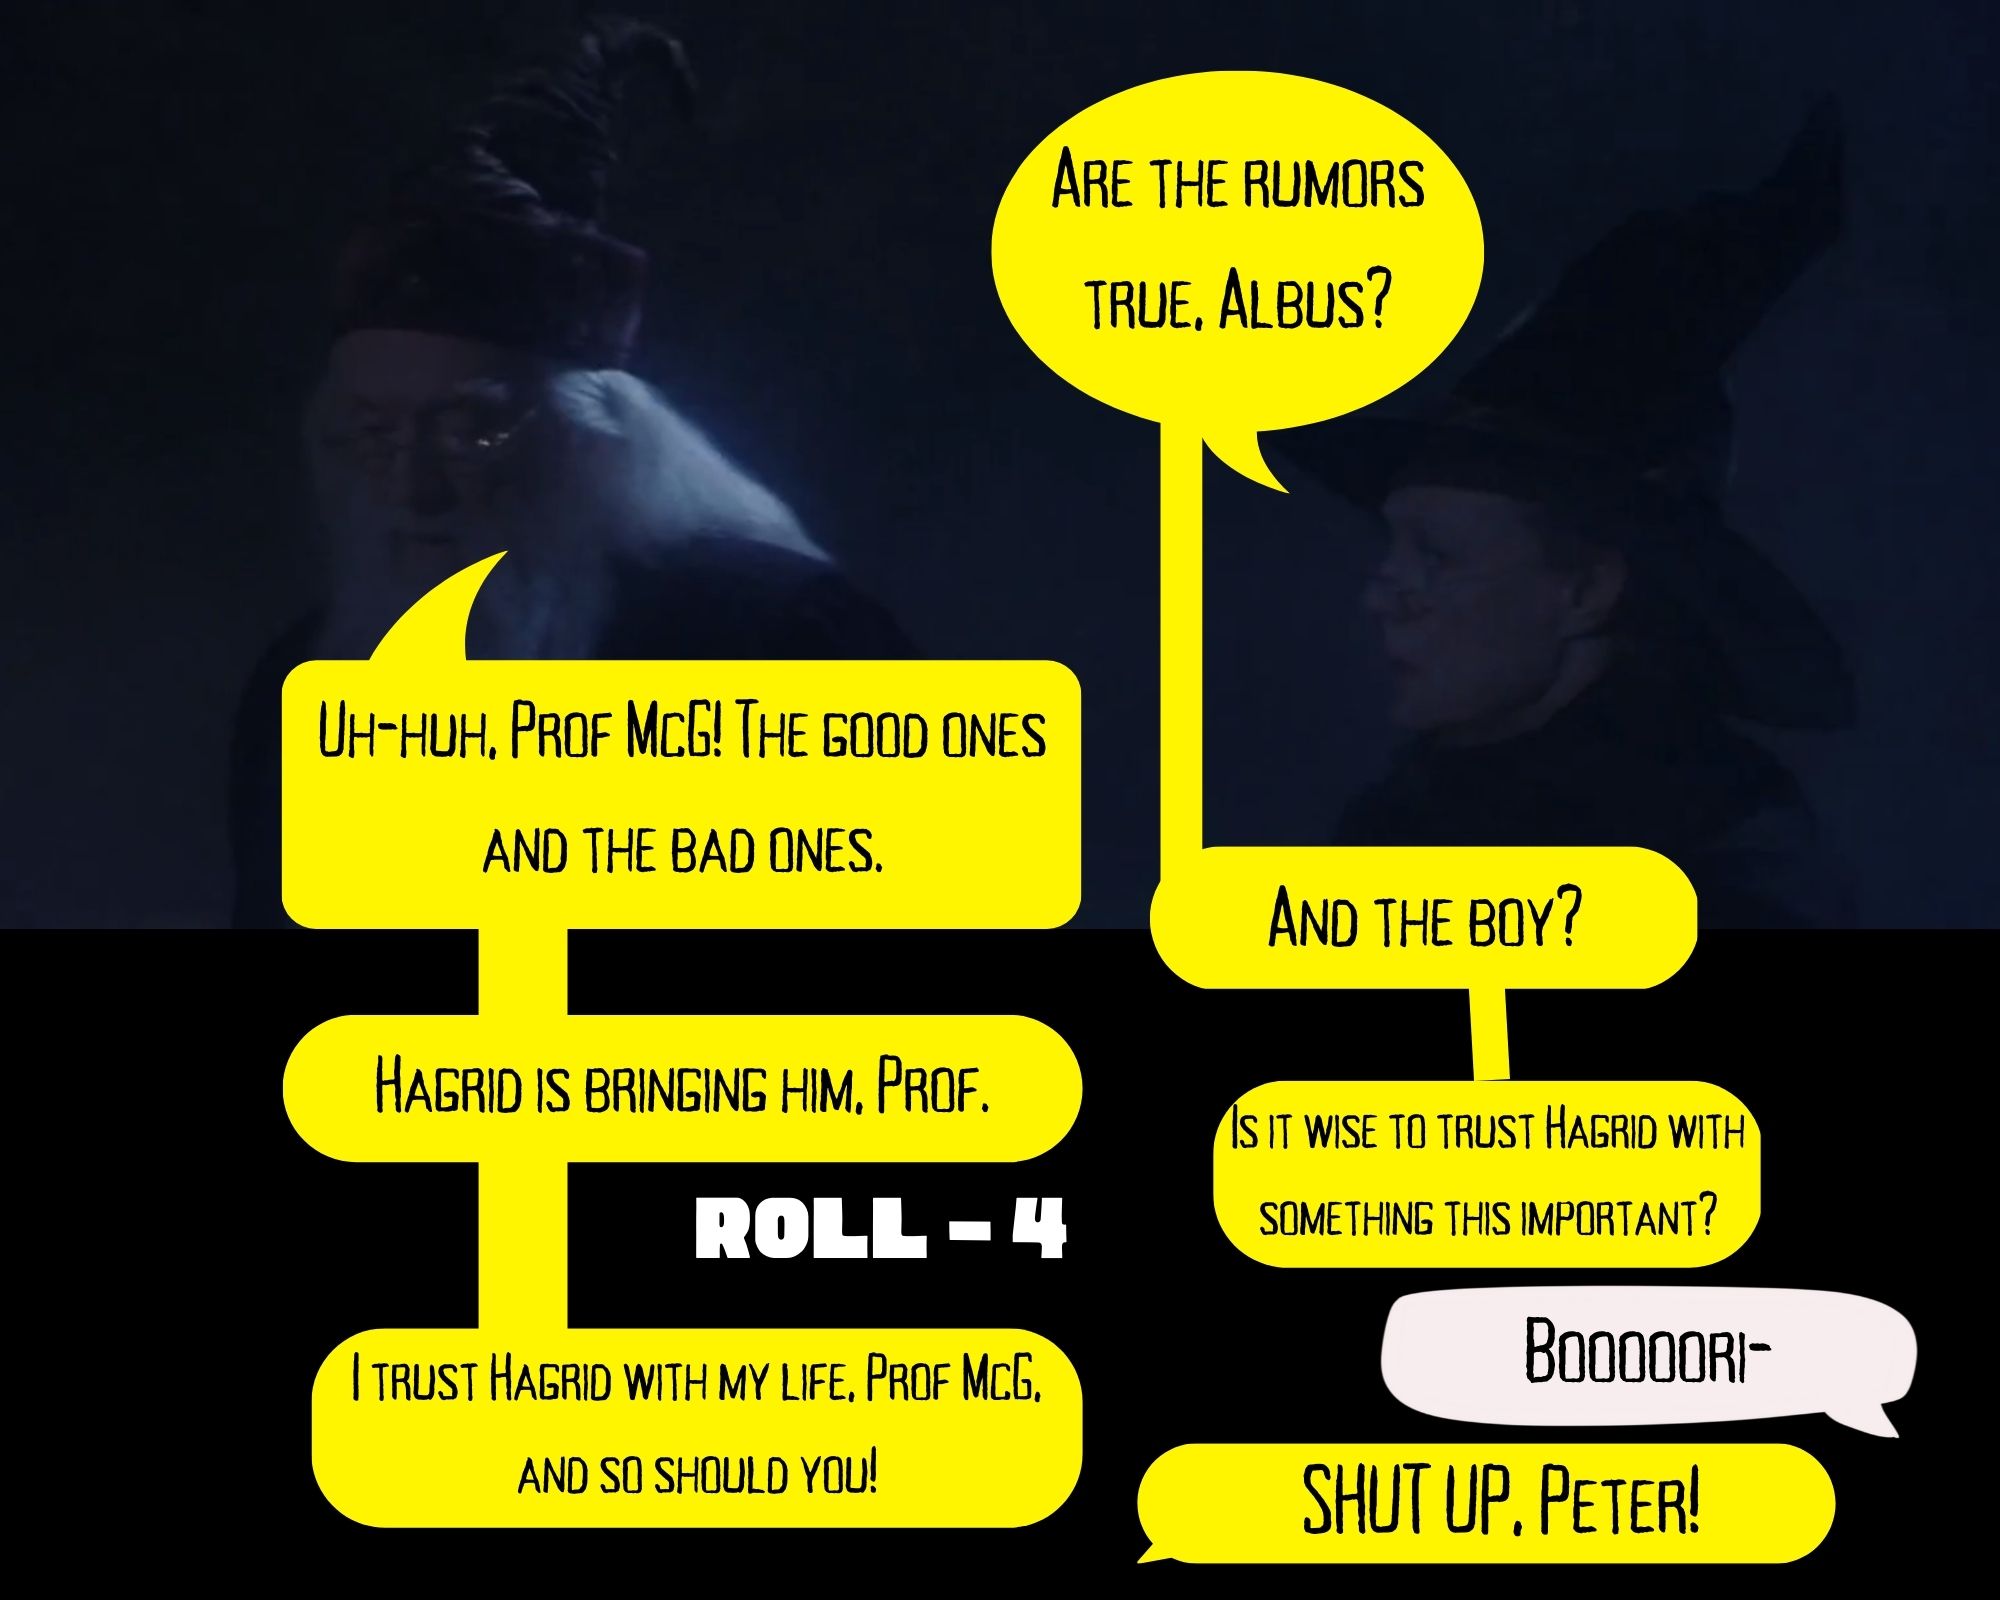 Are the rumors
true, Albus?
Uh-huh, Prof McG! The good ones
and the bad ones.
And the boy?
Hagrid is bringing him, Prof.
Is it wise to trust Hagrid with
something this important?
ROLL - 4
I trust Hagrid with my life, Prof McG,
and so should you!
Booooori-
SHUT UP, Peter!